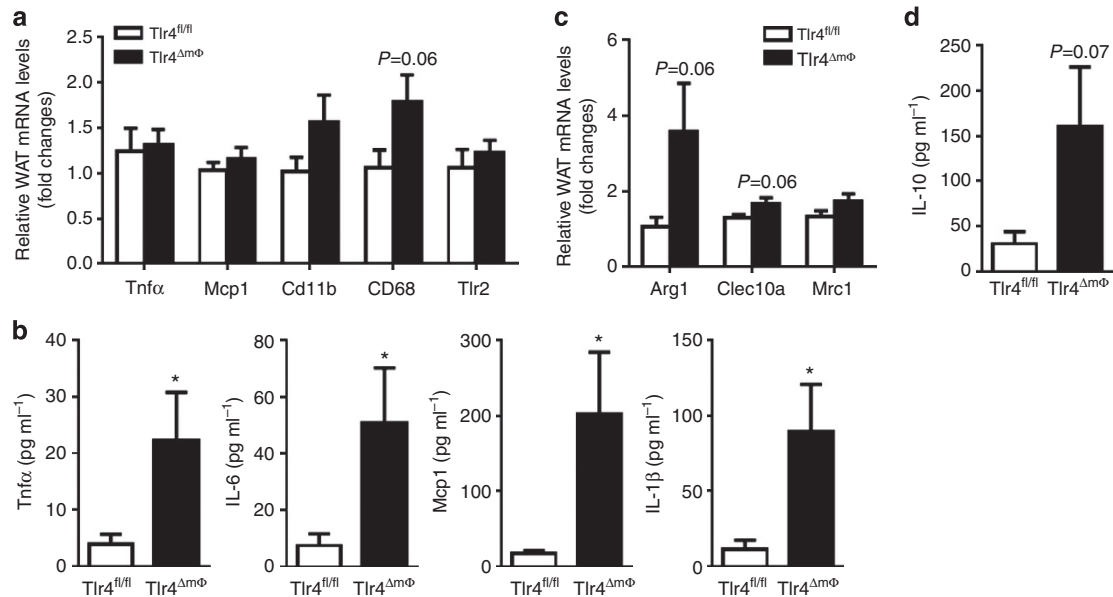 a
Tlr4fl/fl
Tlr4ΔmΦ
Relative WAT mRNA levels
(fold changes)
2.5
2.0
1.5
1.0
0.5
0.0
P=0.06
Tnfα Mcp1 Cd11b CD68 Tlr2
c
Tlr4fl/fl
Tlr4ΔmΦ
Relative WAT mRNA levels
(fold changes)
6
4
2
0
P=0.06
P=0.06
Arg1 Clec10a Mrc1
d
IL-10 (pg ml−1)
250
200
150
100
50
0
P=0.07
Tlr4fl/fl Tlr4ΔmΦ
b
Tnfα (pg ml−1)
40
30
20
10
0
*
Tlr4fl/fl Tlr4ΔmΦ
IL-6 (pg ml−1)
80
60
40
20
0
*
Tlr4fl/fl Tlr4ΔmΦ
Mcp1 (pg ml−1)
300
200
100
0
*
Tlr4fl/fl Tlr4ΔmΦ
IL-1β (pg ml−1)
150
100
50
0
*
Tlr4fl/fl Tlr4ΔmΦ